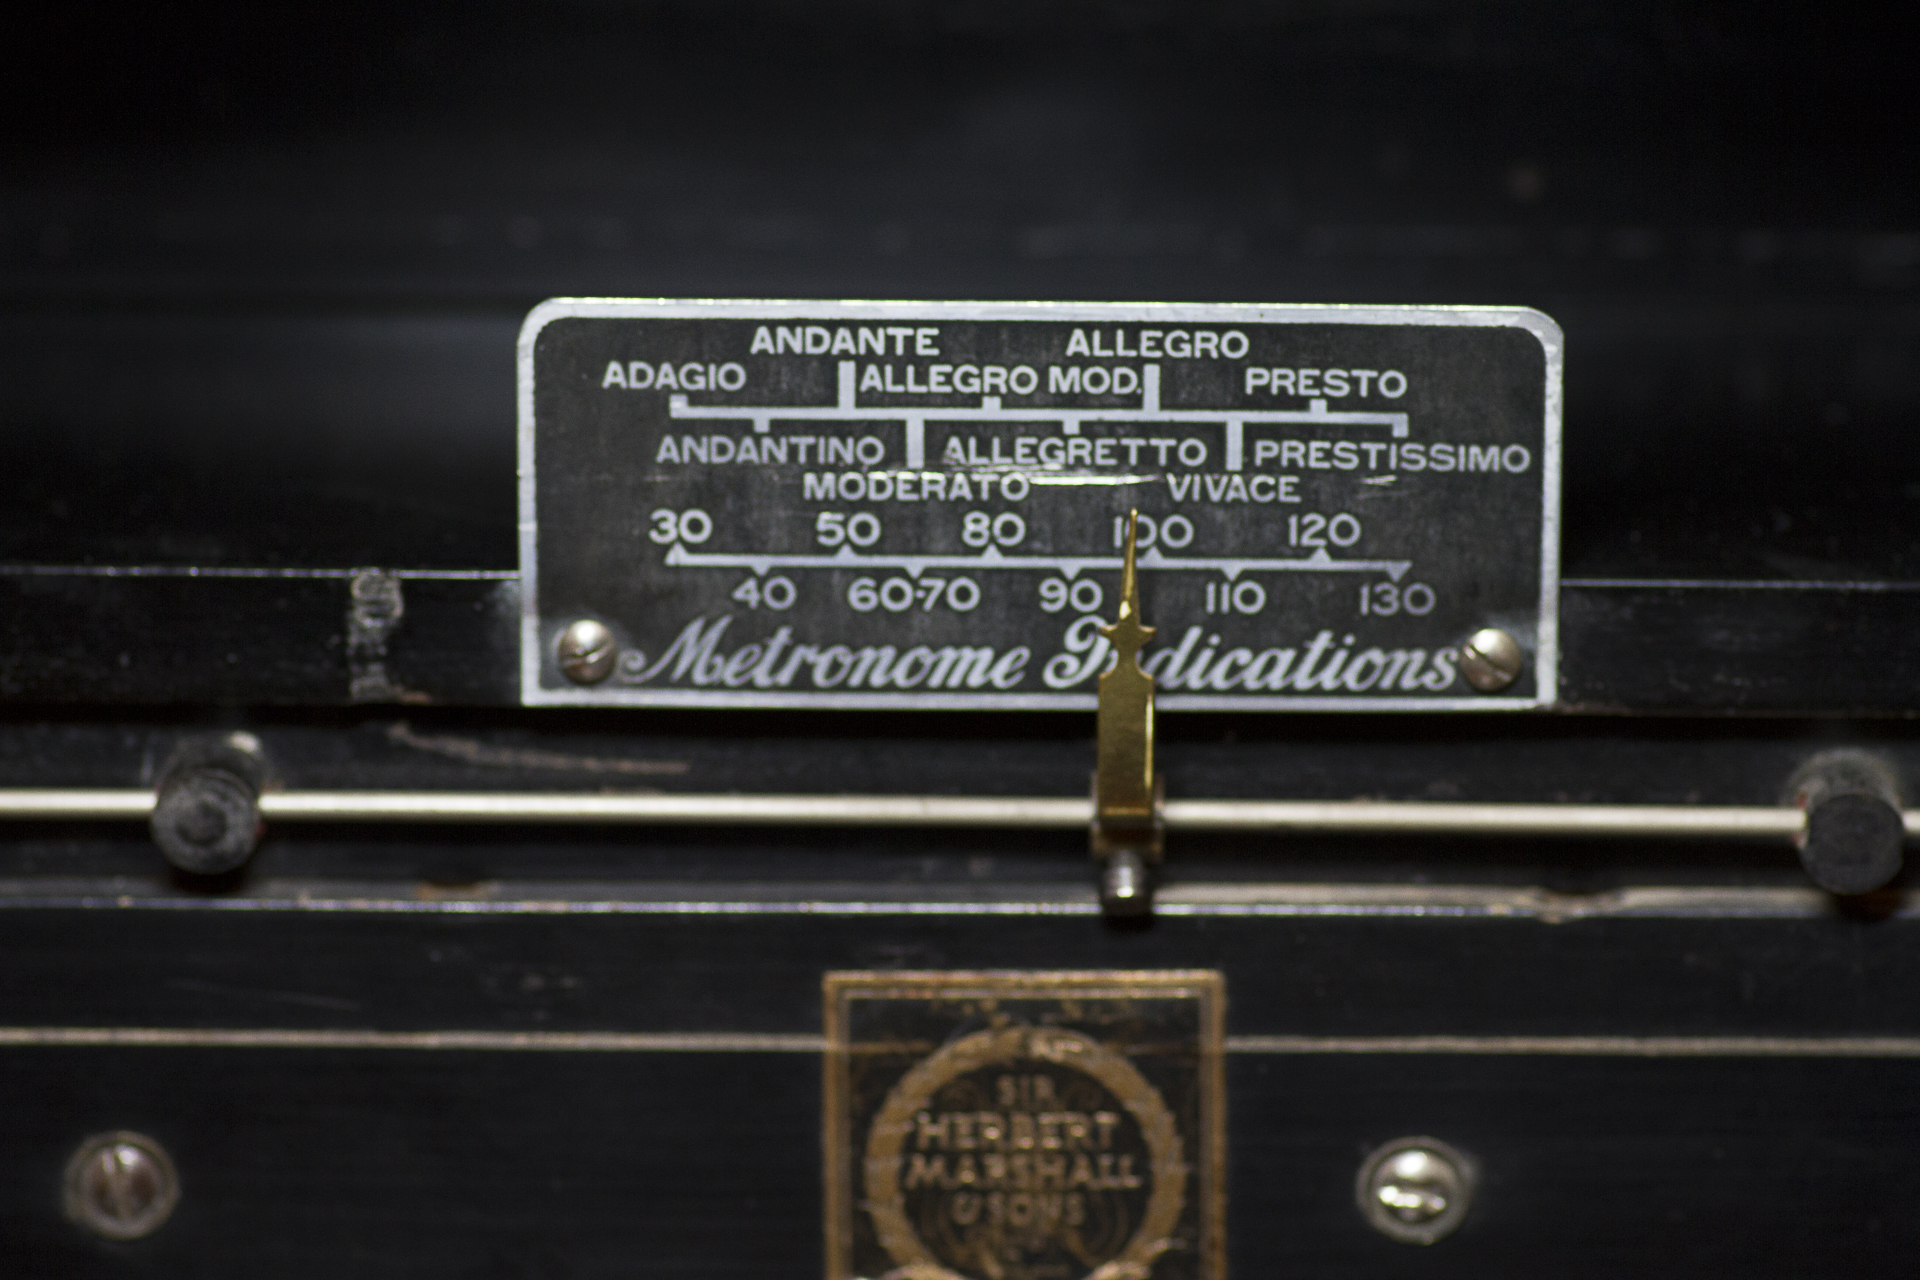 ANDANTE ALLEGRO
ADAGIO ALLEGRO MOD. PRESTO
ANDANTINO ALLEGRETTO PRESTISSIMO
MODERATO VIVACE
30 50 80 100 120
40 60·70 90 110 130
Metronome Indications
SIR
HERBERT
MARSHALL
& SONS